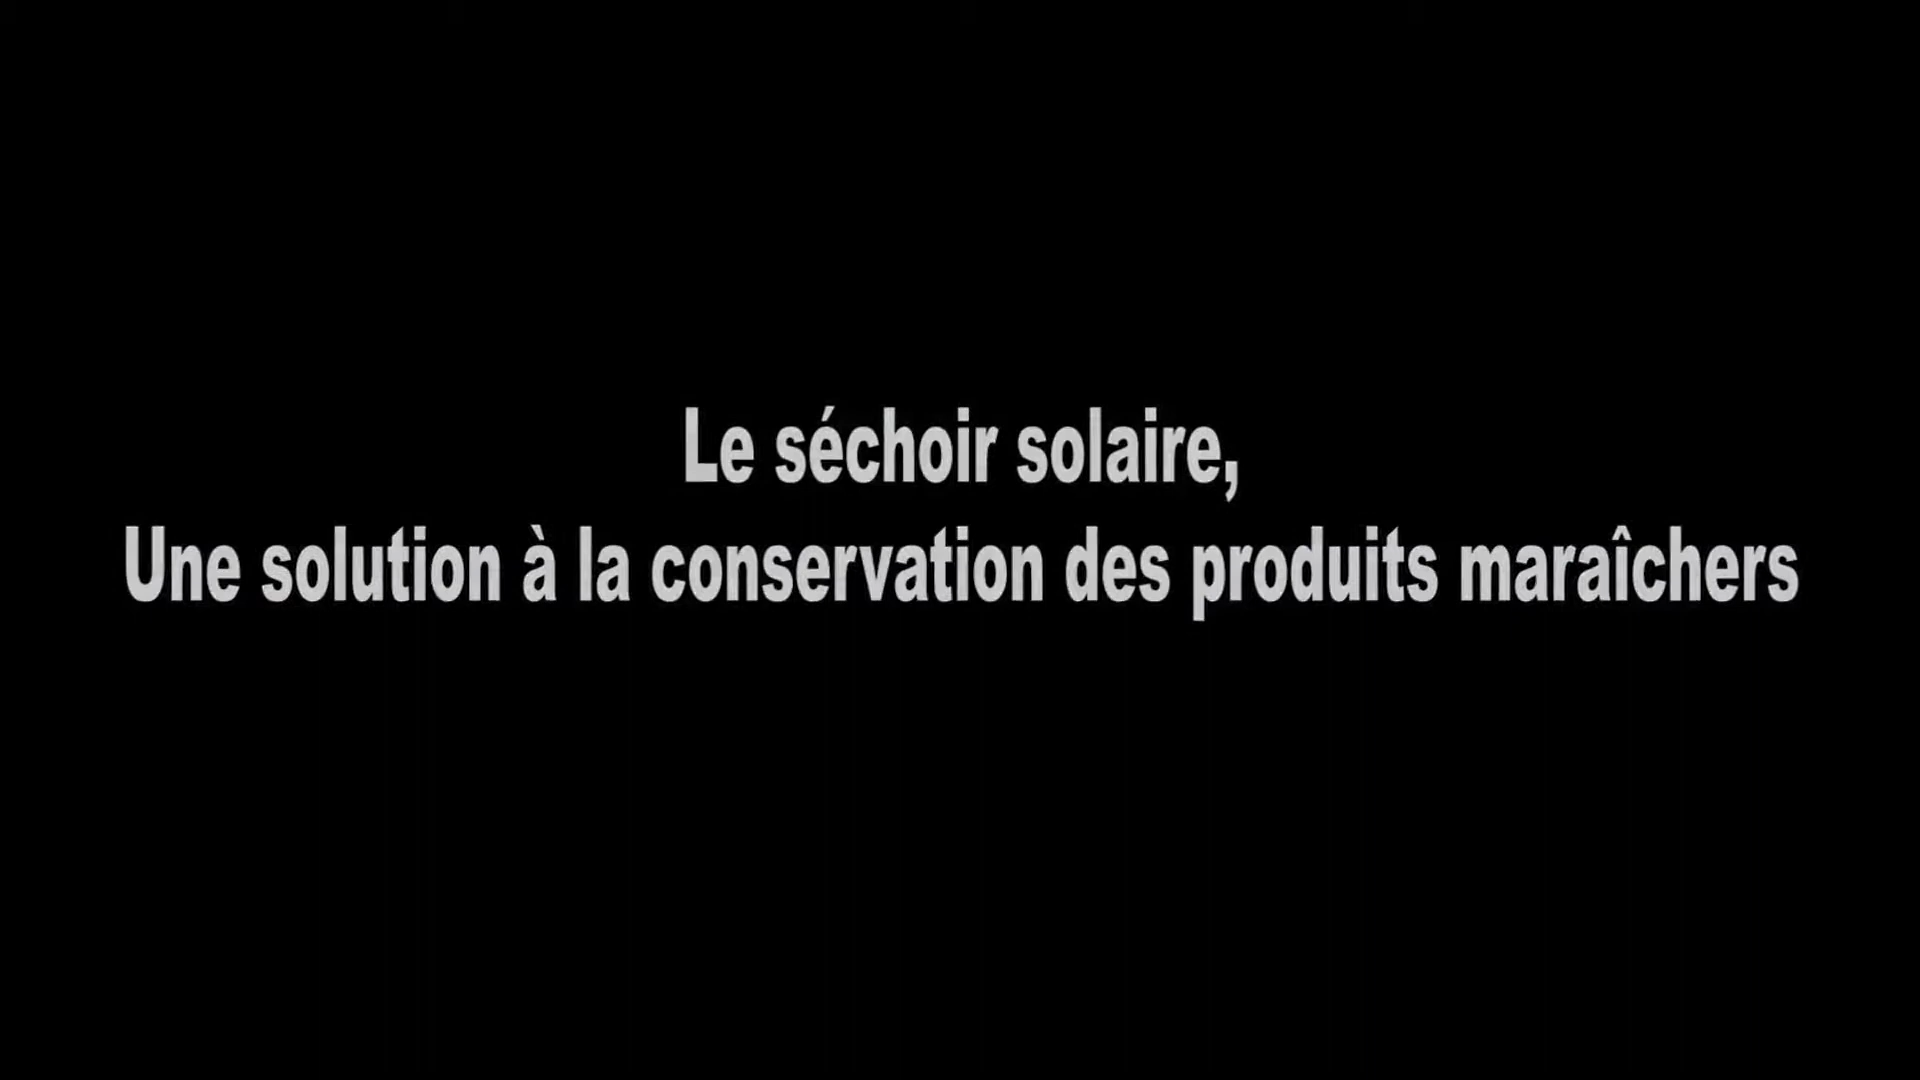 Le séchoir solaire,
Une solution à la conservation des produits maraîchers